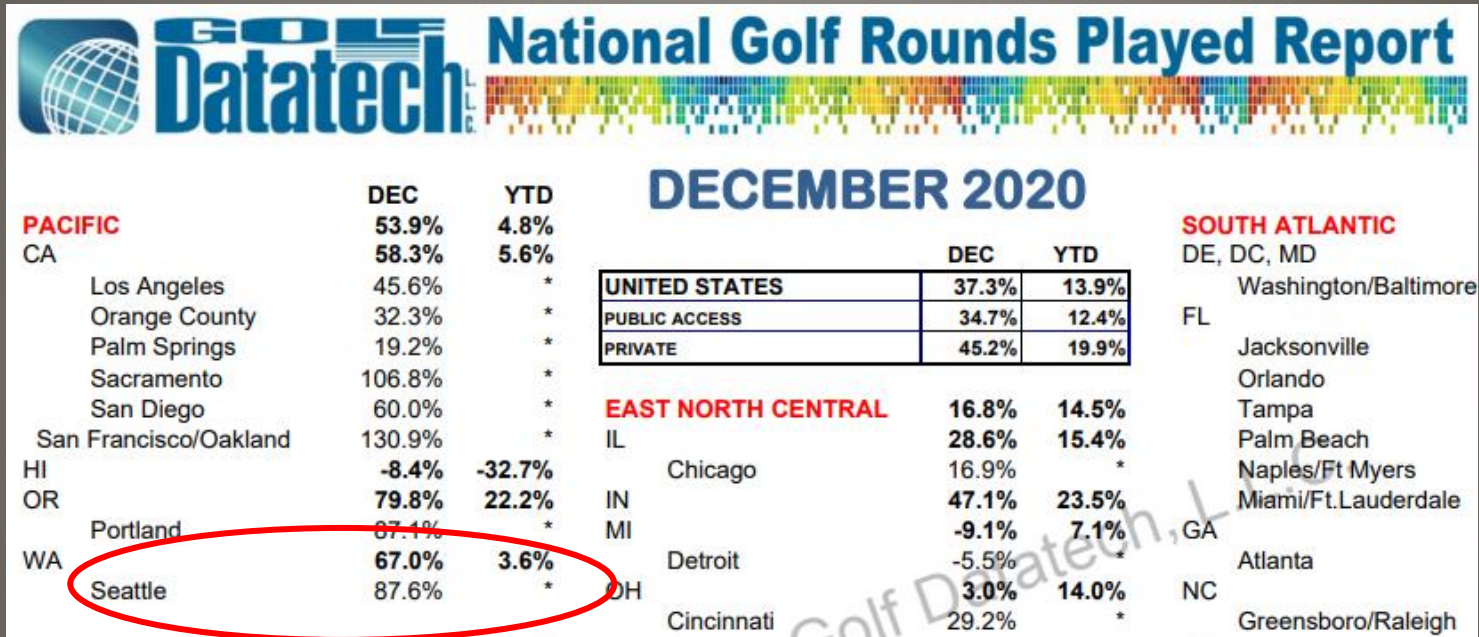 GOLF
Datatech L.L.C.
National Golf Rounds Played Report
DECEMBER 2020
DEC YTD
PACIFIC 53.9% 4.8%
CA 58.3% 5.6%
Los Angeles 45.6% *
Orange County 32.3% *
Palm Springs 19.2% *
Sacramento 106.8% *
San Diego 60.0% *
San Francisco/Oakland 130.9% *
HI -8.4% -32.7%
OR 79.8% 22.2%
Portland 87.1% *
WA 67.0% 3.6%
Seattle 87.6% *
DEC YTD
UNITED STATES 37.3% 13.9%
PUBLIC ACCESS 34.7% 12.4%
PRIVATE 45.2% 19.9%
EAST NORTH CENTRAL 16.8% 14.5%
IL 28.6% 15.4%
Chicago 16.9% *
IN 47.1% 23.5%
MI -9.1% 7.1%
Detroit -5.5% *
OH 3.0% 14.0%
Cincinnati 29.2% *
SOUTH ATLANTIC
DE, DC, MD
Washington/Baltimore
FL
Jacksonville
Orlando
Tampa
Palm Beach
Naples/Ft Myers
Miami/Ft.Lauderdale
GA
Atlanta
NC
Greensboro/Raleigh
Golf Datatech, L.L.C.